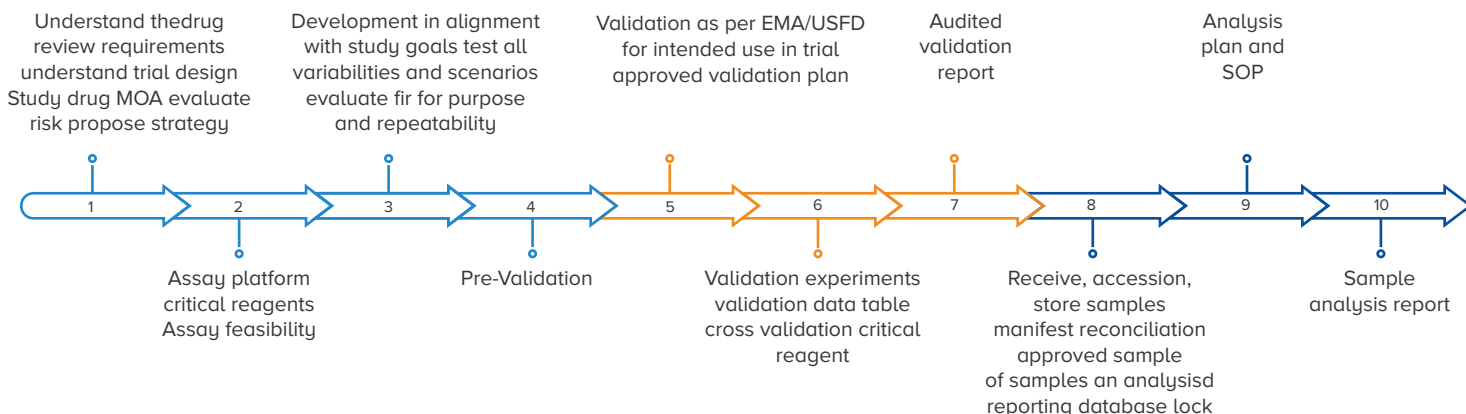 Understand thedrug
review requirements
understand trial design
Study drug MOA evaluate
risk propose strategy
Development in alignment
with study goals test all
variabilities and scenarios
evaluate fir for purpose
and repeatability
Validation as per EMA/USFD
for intended use in trial
approved validation plan
Audited
validation
report
Analysis
plan and
SOP
1
2
3
4
5
6
7
8
9
10
Assay platform
critical reagents
Assay feasibility
Pre-Validation
Validation experiments
validation data table
cross validation critical
reagent
Receive, accession,
store samples
manifest reconciliation
approved sample
of samples an analysisd
reporting database lock
Sample
analysis report